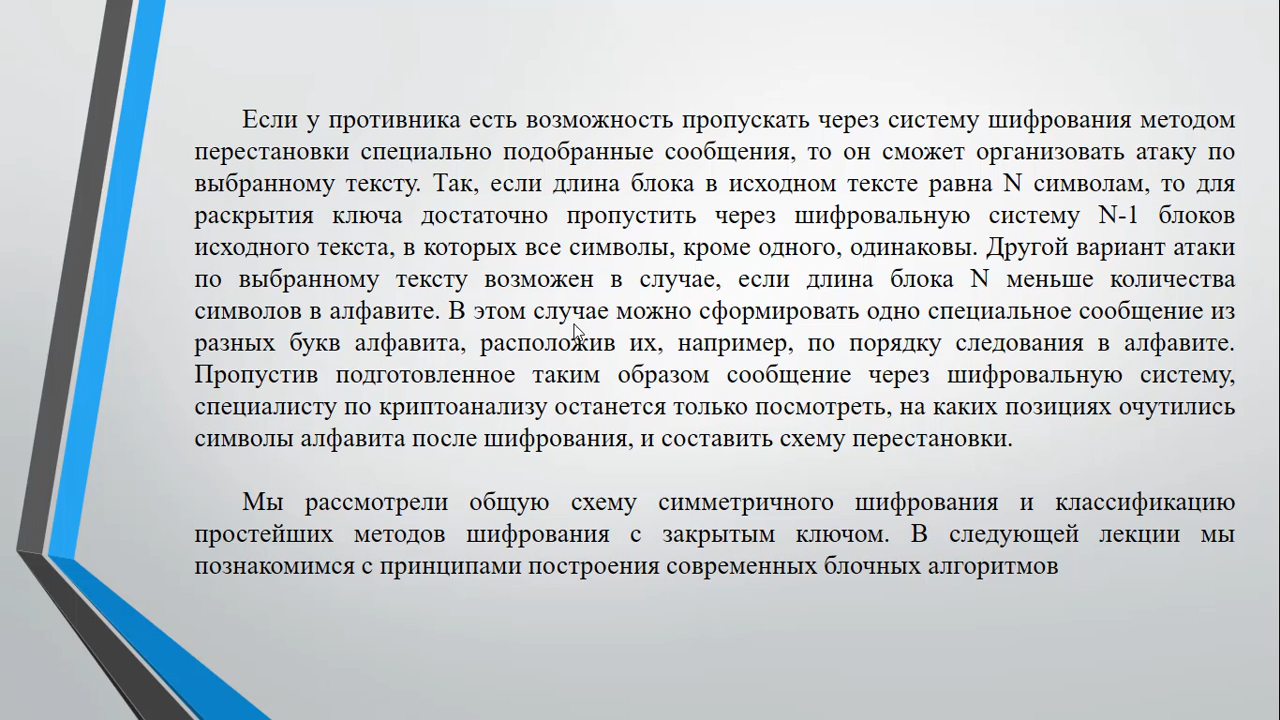 Если у противника есть возможность пропускать через систему шифрования методом
перестановки специально подобранные сообщения, то он сможет организовать атаку по
выбранному тексту. Так, если длина блока в исходном тексте равна N символам, то для
раскрытия ключа достаточно пропустить через шифровальную систему N-1 блоков
исходного текста, в которых все символы, кроме одного, одинаковы. Другой вариант атаки
по выбранному тексту возможен в случае, если длина блока N меньше количества
символов в алфавите. В этом случае можно сформировать одно специальное сообщение из
разных букв алфавита, расположив их, например, по порядку следования в алфавите.
Пропустив подготовленное таким образом сообщение через шифровальную систему,
специалисту по криптоанализу останется только посмотреть, на каких позициях очутились
символы алфавита после шифрования, и составить схему перестановки.
Мы рассмотрели общую схему симметричного шифрования и классификацию
простейших методов шифрования с закрытым ключом. В следующей лекции мы
познакомимся с принципами построения современных блочных алгоритмов